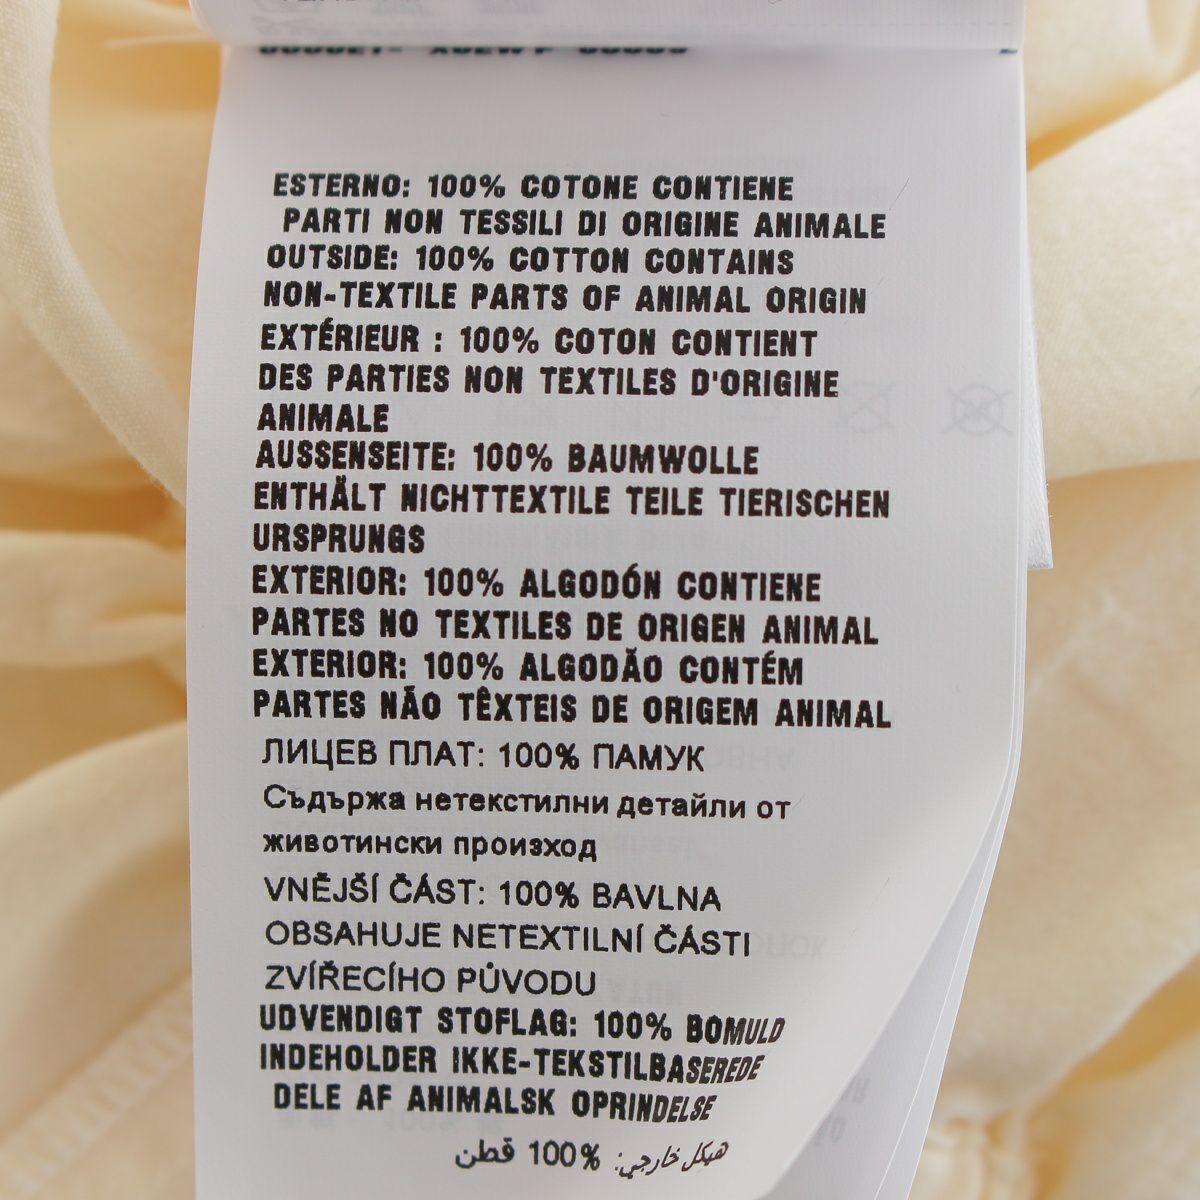 ESTERNO: 100% COTONE CONTIENE
PARTI NON TESSILI DI ORIGINE ANIMALE
OUTSIDE: 100% COTTON CONTAINS
NON-TEXTILE PARTS OF ANIMAL ORIGIN
EXTÉRIEUR : 100% COTON CONTIENT
DES PARTIES NON TEXTILES D'ORIGINE
ANIMALE
AUSSENSEITE: 100% BAUMWOLLE
ENTHÄLT NICHTTEXTILE TEILE TIERISCHEN
URSPRUNGS
EXTERIOR: 100% ALGODÓN CONTIENE
PARTES NO TEXTILES DE ORIGEN ANIMAL
EXTERIOR: 100% ALGODÃO CONTÉM
PARTES NÃO TÊXTEIS DE ORIGEM ANIMAL
ЛИЦЕВ ПЛАТ: 100% ПАМУК
Съдържа нетекстилни детайли от
животински произход
VNĚJŠÍ ČÁST: 100% BAVLNA
OBSAHUJE NETEXTILNÍ ČÁSTI
ZVÍŘECÍHO PŮVODU
UDVENDIGT STOFLAG: 100% BOMULD
INDEHOLDER IKKE-TEKSTILBASEREDE
DELE AF ANIMALSK OPRINDELSE
هيكل خارجي: 100% قطن